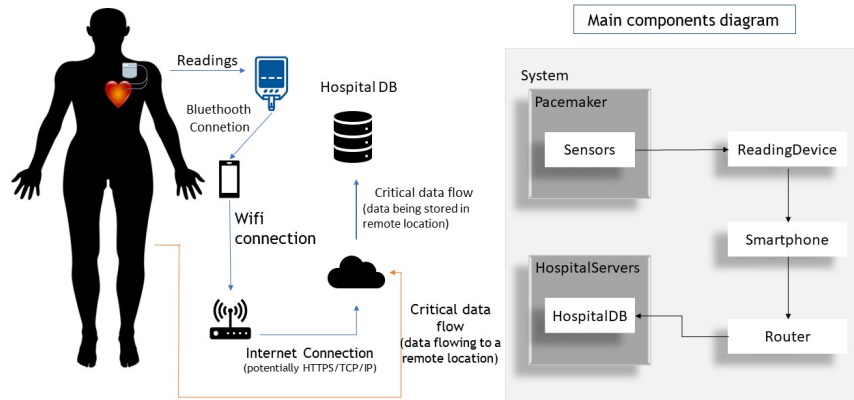 Main components diagram
Readings
Hospital DB
Bluethooth
Connetion
Critical data flow
(data being stored in
remote location)
Wifi
connection
Critical data
flow
(data flowing to a
remote location)
Internet Connection
(potentially HTTPS/TCP/IP)
System
Pacemaker
Sensors
ReadingDevice
Smartphone
HospitalServers
HospitalDB
Router